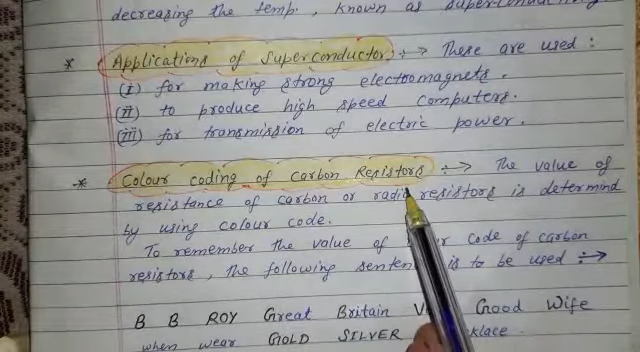 decreasing the temp., known as superconductivity
* Applications of Superconductor ÷→ These are used :
(i) for making strong electromagnets.
(ii) to produce high speed computers.
(iii) for transmission of electric power.
* Colour coding of carbon Resistors ÷→ The value of
resistance of carbon or radio resistors is determind
by using colour code.
To remember the value of code of carbon
resistors, the following is to be used ÷→
B B ROY Great Britain Good Wife
when wear GOLD SILVER